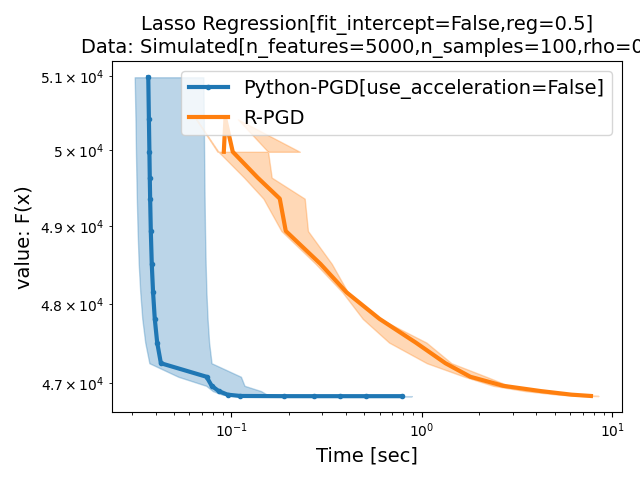 Lasso Regression[fit_intercept=False,reg=0.5]
Data: Simulated[n_features=5000,n_samples=100,rho=0
Python-PGD[use_acceleration=False]
R-PGD
5.1 × 10⁴
5 × 10⁴
4.9 × 10⁴
4.8 × 10⁴
4.7 × 10⁴
value: F(x)
10⁻¹ 10⁰ 10¹
Time [sec]